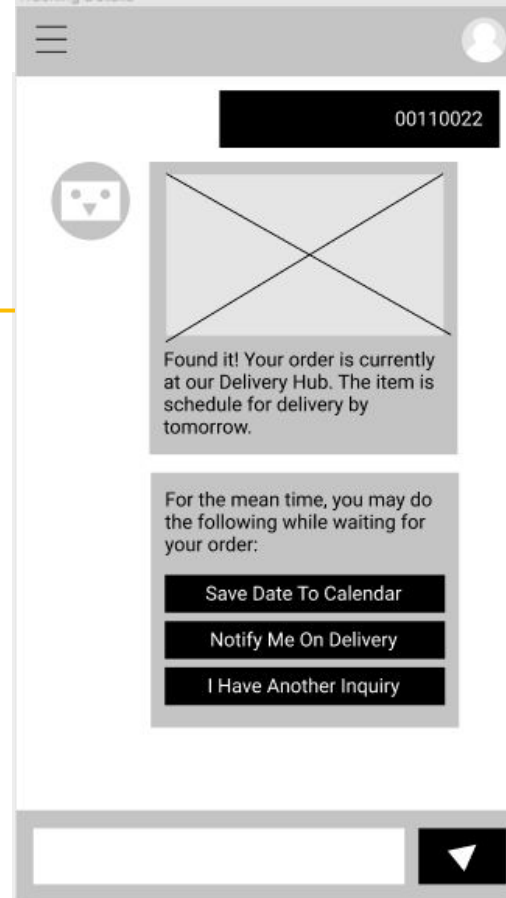 00110022
Found it! Your order is currently
at our Delivery Hub. The item is
schedule for delivery by
tomorrow.
For the mean time, you may do
the following while waiting for
your order:
Save Date To Calendar
Notify Me On Delivery
I Have Another Inquiry